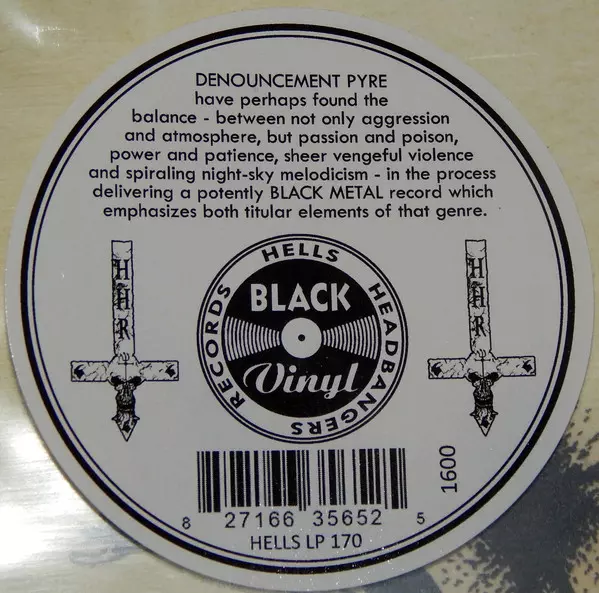 DENOUNCEMENT PYRE
have perhaps found the
balance - between not only aggression
and atmosphere, but passion and poison,
power and patience, sheer vengeful violence
and spiraling night-sky melodicism - in the process
delivering a potently BLACK METAL record which
emphasizes both titular elements of that genre.
HHR
HELLS HEADBANGERS RECORDS
BLACK
Vinyl
HHR
8 27166 35652 5
1600
HELLS LP 170